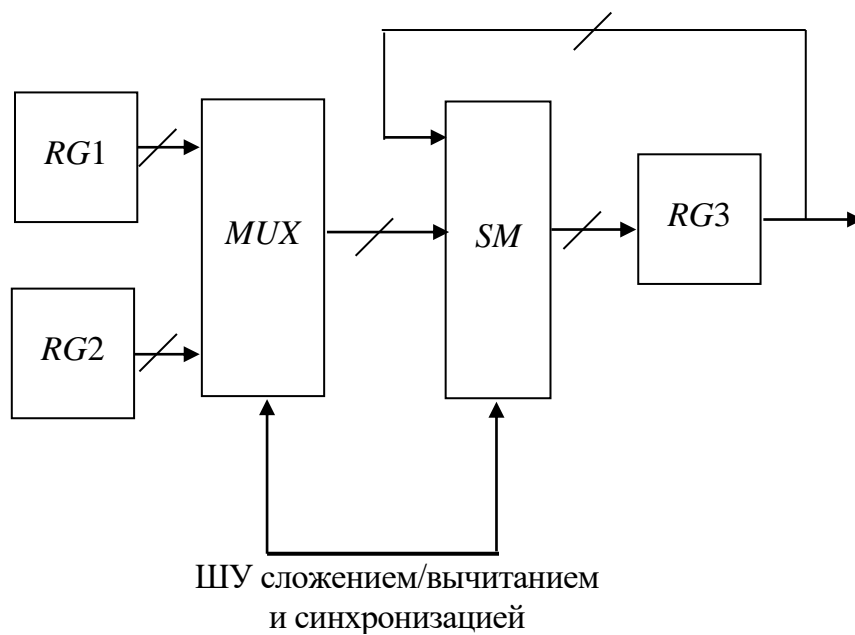 RG1
MUX
SM
RG3
RG2
ШУ сложением/вычитанием
и синхронизацией